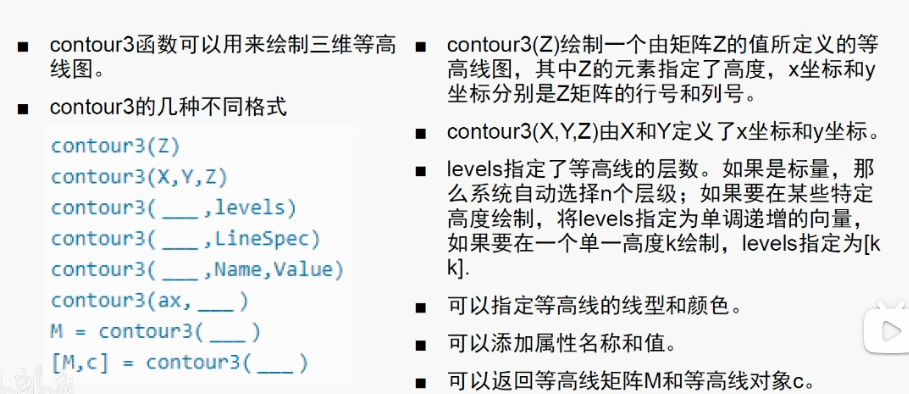 contour3函数可以用来绘制三维等高
线图。
contour3的几种不同格式
contour3(Z)
contour3(X,Y,Z)
contour3( ___ ,levels)
contour3( ___ ,LineSpec)
contour3( ___ ,Name,Value)
contour3(ax, ___ )
M = contour3( ___ )
[M,c] = contour3( ___ )
contour3(Z)绘制一个由矩阵Z的值所定义的等
高线图，其中Z的元素指定了高度，x坐标和y
坐标分别是Z矩阵的行号和列号。
contour3(X,Y,Z)由X和Y定义了x坐标和y坐标。
levels指定了等高线的层数。如果是标量，那
么系统自动选择n个层级；如果要在某些特定
高度绘制，将levels指定为单调递增的向量，
如果要在一个单一高度k绘制，levels指定为[k
k].
可以指定等高线的线型和颜色。
可以添加属性名称和值。
可以返回等高线矩阵M和等高线对象c。